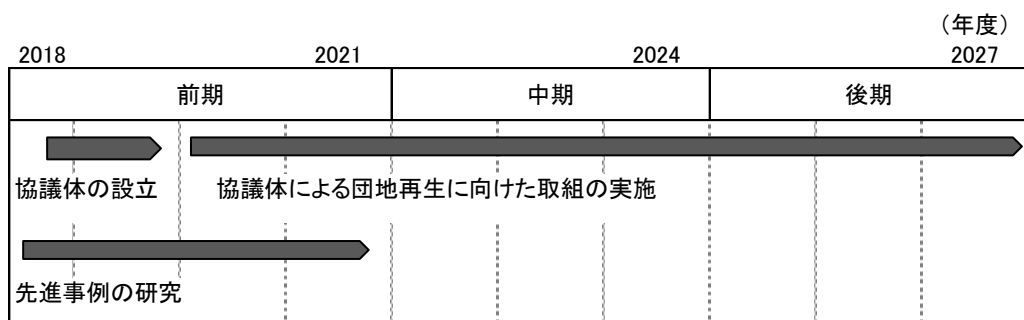 （年度）
2018 2021 2024 2027
前期 中期 後期
協議体の設立 協議体による団地再生に向けた取組の実施
先進事例の研究